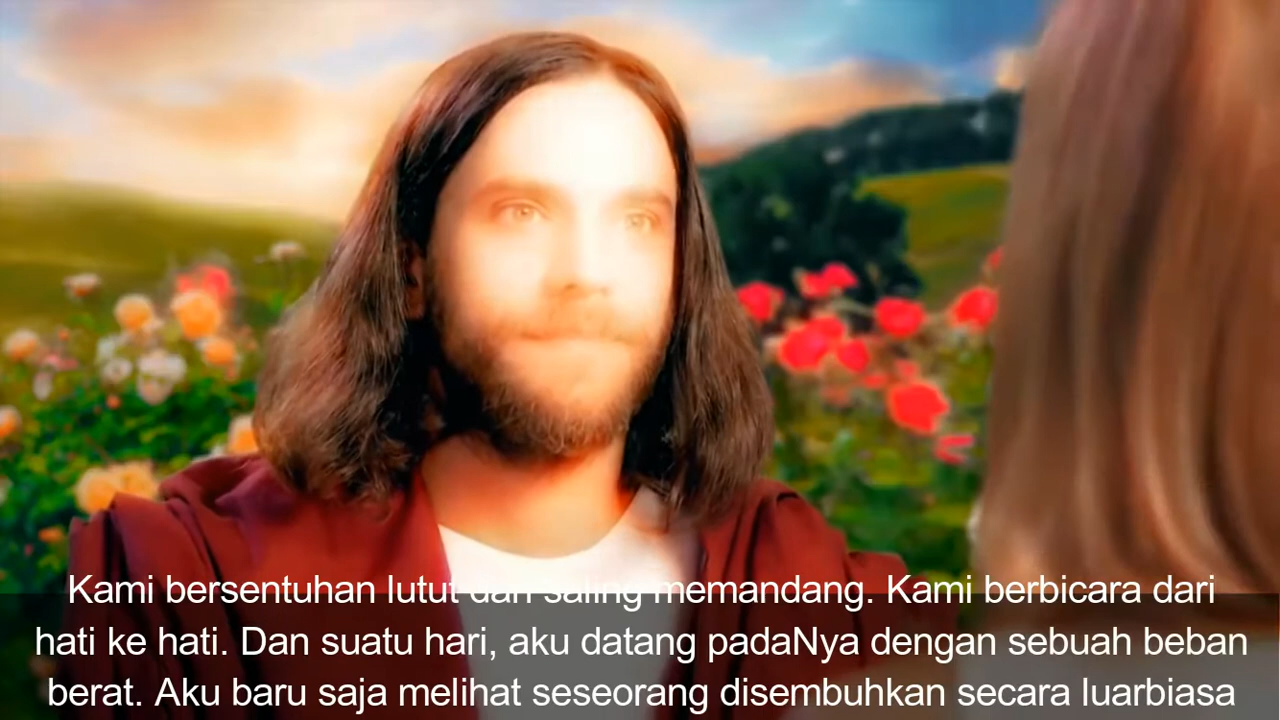 Kami bersentuhan lutut dan saling memandang. Kami berbicara dari
hati ke hati. Dan suatu hari, aku datang padaNya dengan sebuah beban
berat. Aku baru saja melihat seseorang disembuhkan secara luarbiasa